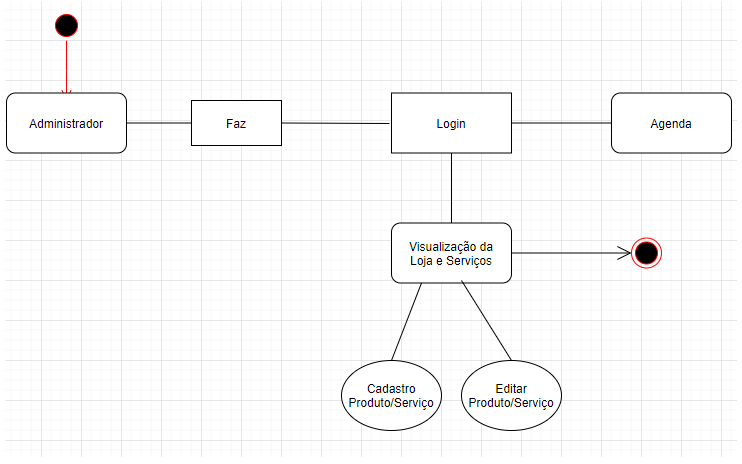 Administrador
Faz
Login
Agenda
Visualização da
Loja e Serviços
Cadastro
Produto/Serviço
Editar
Produto/Serviço